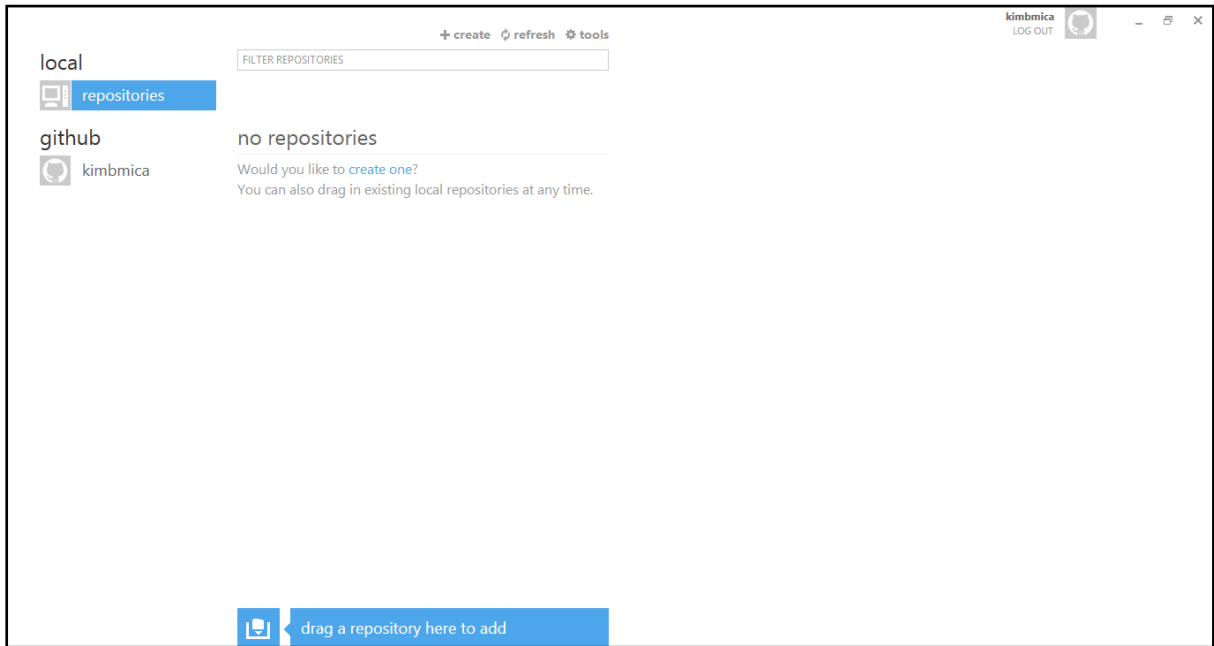 kimbmica
LOG OUT
+ create refresh tools
local
FILTER REPOSITORIES
repositories
github
kimbmica
no repositories
Would you like to create one?
You can also drag in existing local repositories at any time.
drag a repository here to add